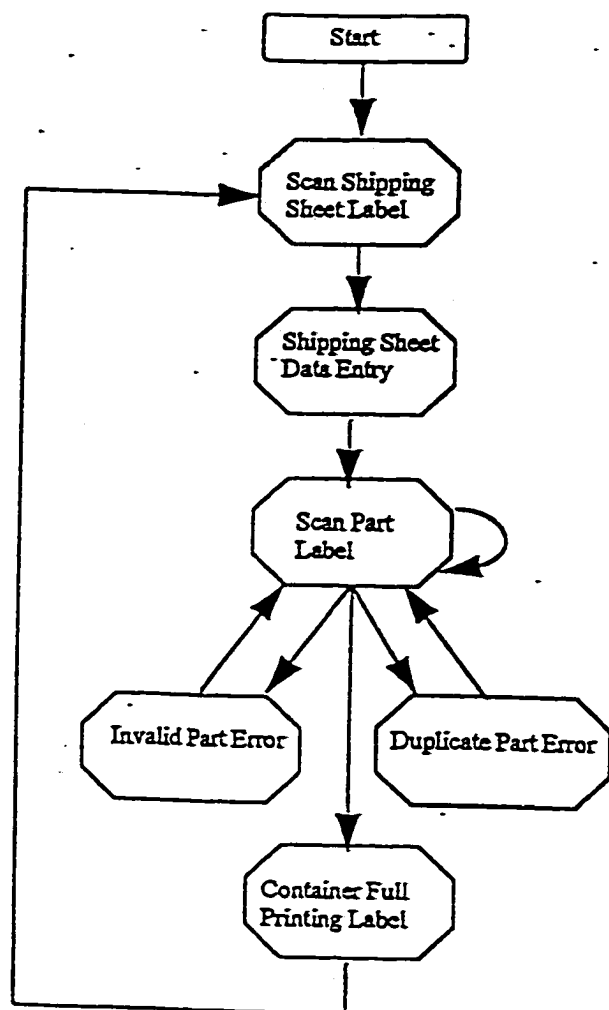 Start
Scan Shipping
Sheet Label
Shipping Sheet
Data Entry
Scan Part
Label
Invalid Part Error
Duplicate Part Error
Container Full
Printing Label